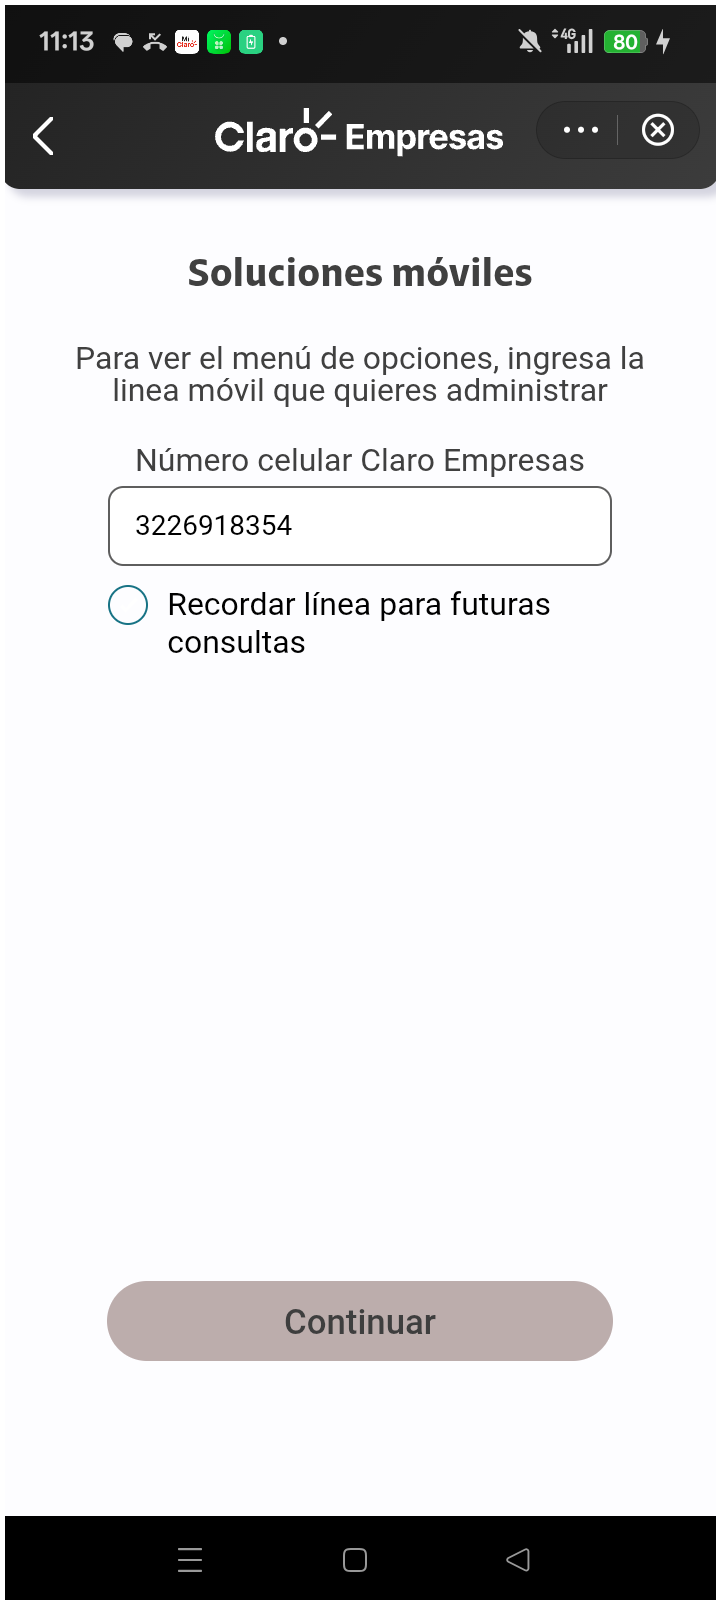 11:13
4G
80
Claro Empresas
Soluciones móviles
Para ver el menú de opciones, ingresa la
linea móvil que quieres administrar
Número celular Claro Empresas
3226918354
Recordar línea para futuras
consultas
Continuar